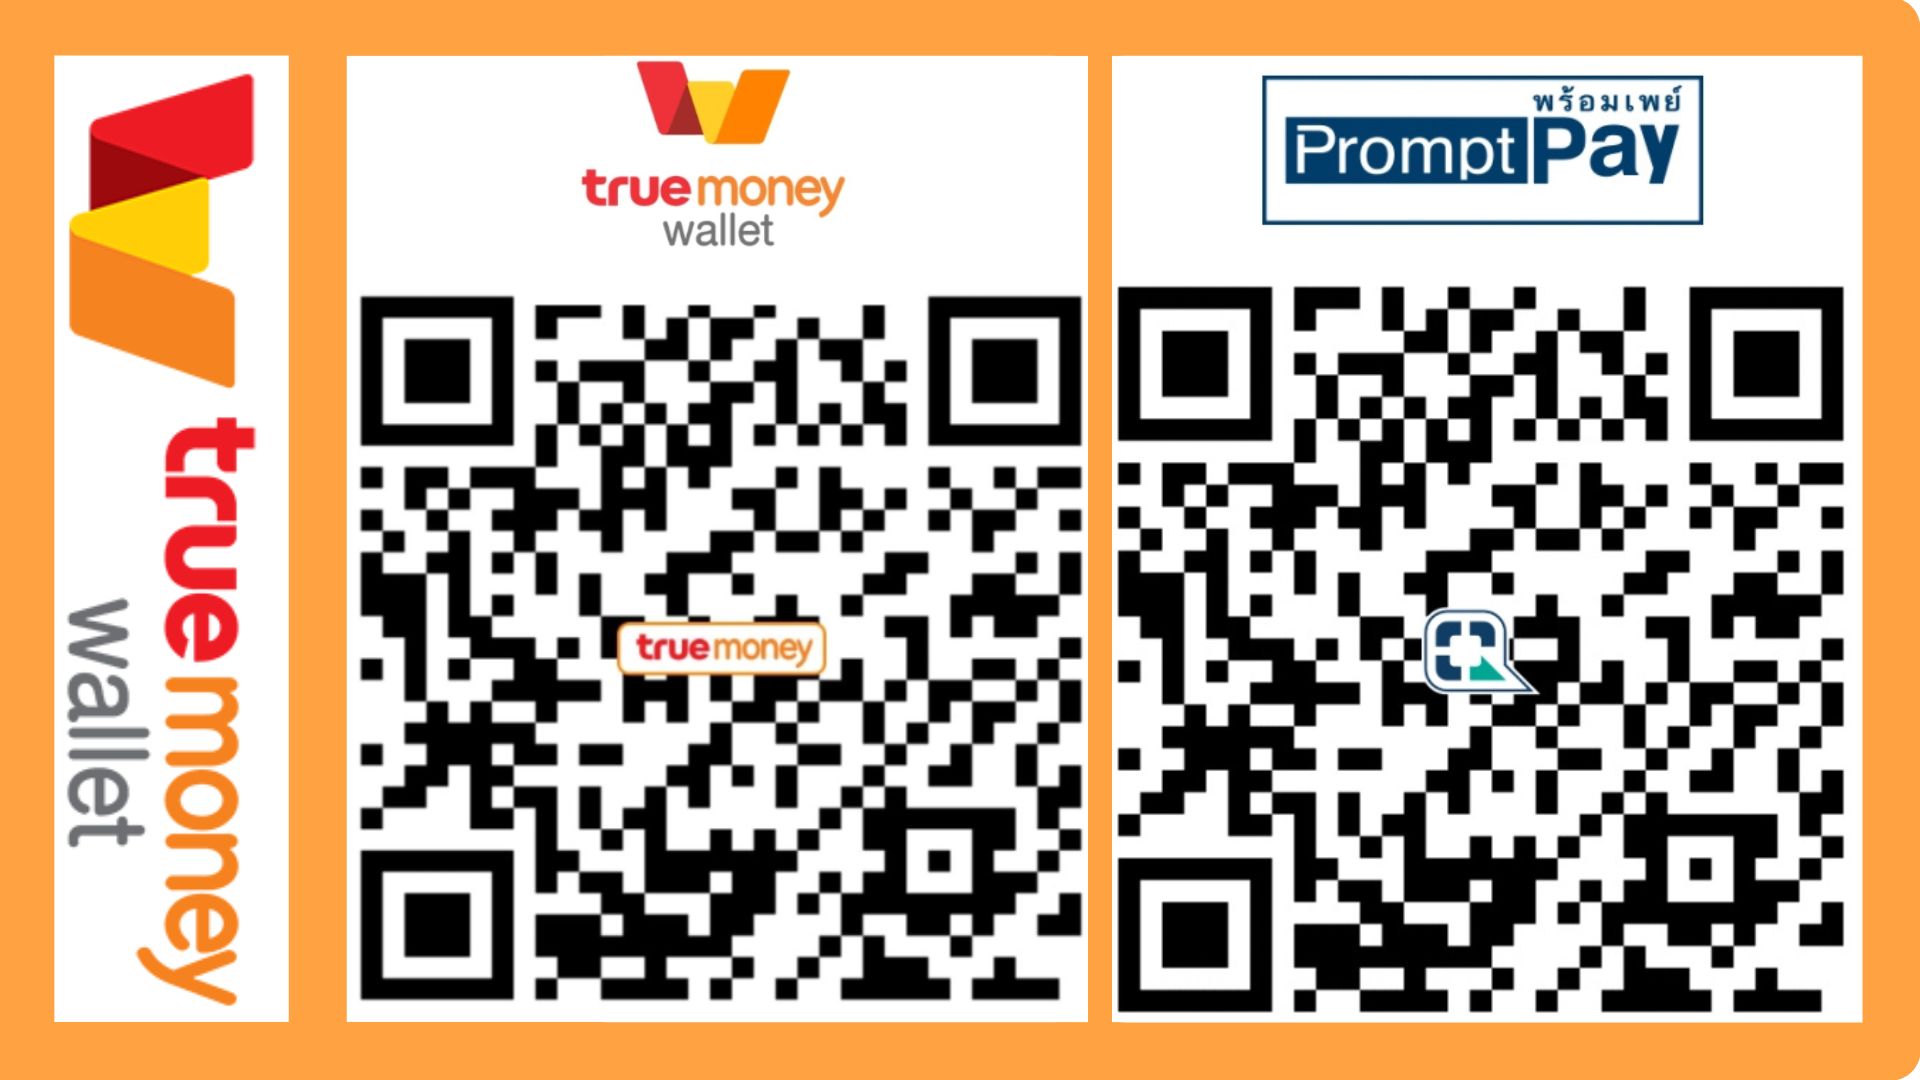 truemoney
wallet
truemoney
wallet
truemoney
พร้อมเพย์
PromptPay